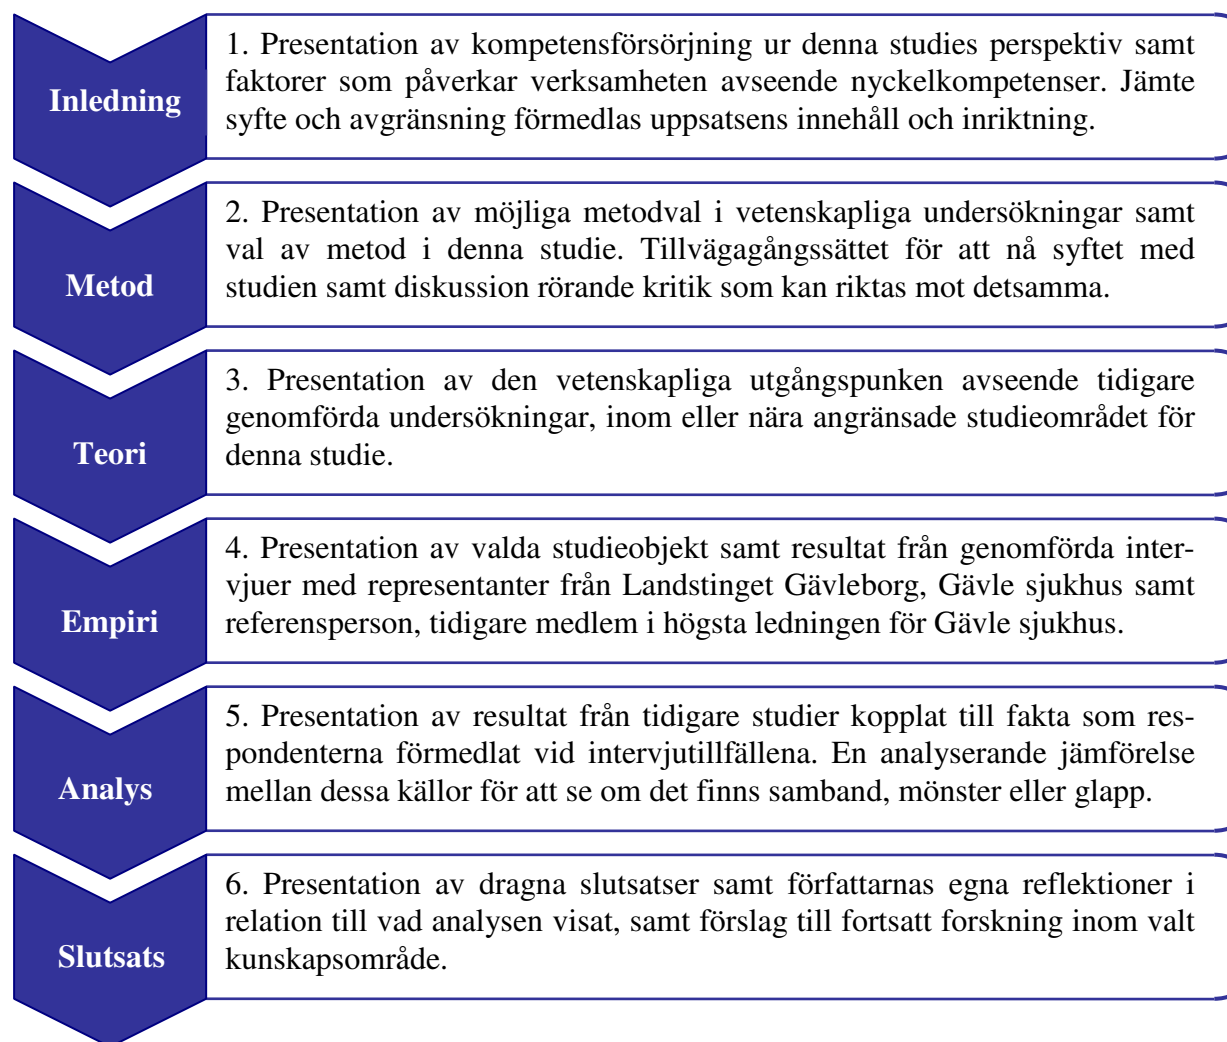 Inledning
1. Presentation av kompetensförsörjning ur denna studies perspektiv samt
faktorer som påverkar verksamheten avseende nyckelkompetenser. Jämte
syfte och avgränsning förmedlas uppsatsens innehåll och inriktning.
Metod
2. Presentation av möjliga metodval i vetenskapliga undersökningar samt
val av metod i denna studie. Tillvägagångssättet för att nå syftet med
studien samt diskussion rörande kritik som kan riktas mot detsamma.
Teori
3. Presentation av den vetenskapliga utgångspunken avseende tidigare
genomförda undersökningar, inom eller nära angränsade studieområdet för
denna studie.
Empiri
4. Presentation av valda studieobjekt samt resultat från genomförda inter-
vjuer med representanter från Landstinget Gävleborg, Gävle sjukhus samt
referensperson, tidigare medlem i högsta ledningen för Gävle sjukhus.
Analys
5. Presentation av resultat från tidigare studier kopplat till fakta som res-
pondenterna förmedlat vid intervjutillfällena. En analyserande jämförelse
mellan dessa källor för att se om det finns samband, mönster eller glapp.
Slutsats
6. Presentation av dragna slutsatser samt författarnas egna reflektioner i
relation till vad analysen visat, samt förslag till fortsatt forskning inom valt
kunskapsområde.